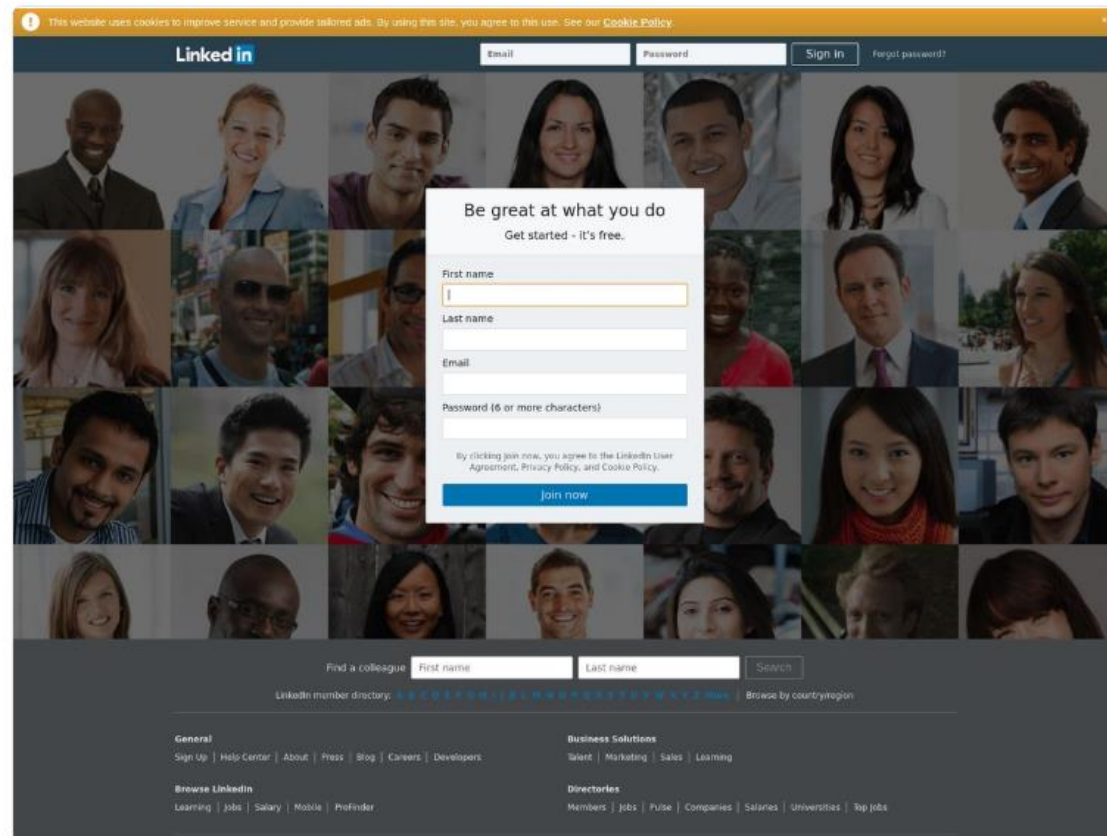 This website uses cookies to improve service and provide tailored ads. By using this site, you agree to this use. See our Cookie Policy.
Linked in
Email
Password
Sign in
Forgot password?
Be great at what you do
Get started - it's free.
First name
Last name
Email
Password (6 or more characters)
By clicking Join now, you agree to the LinkedIn User
Agreement, Privacy Policy, and Cookie Policy.
Join now
Find a colleague
First name
Last name
Search
LinkedIn member directory: A B C D E F G H I J K L M N O P Q R S T U V W X Y Z More | Browse by country/region
General
Sign Up | Help Center | About | Press | Blog | Careers | Developers
Business Solutions
Talent | Marketing | Sales | Learning
Browse LinkedIn
Learning | Jobs | Salary | Mobile | ProFinder
Directories
Members | Jobs | Pulse | Companies | Salaries | Universities | Top Jobs